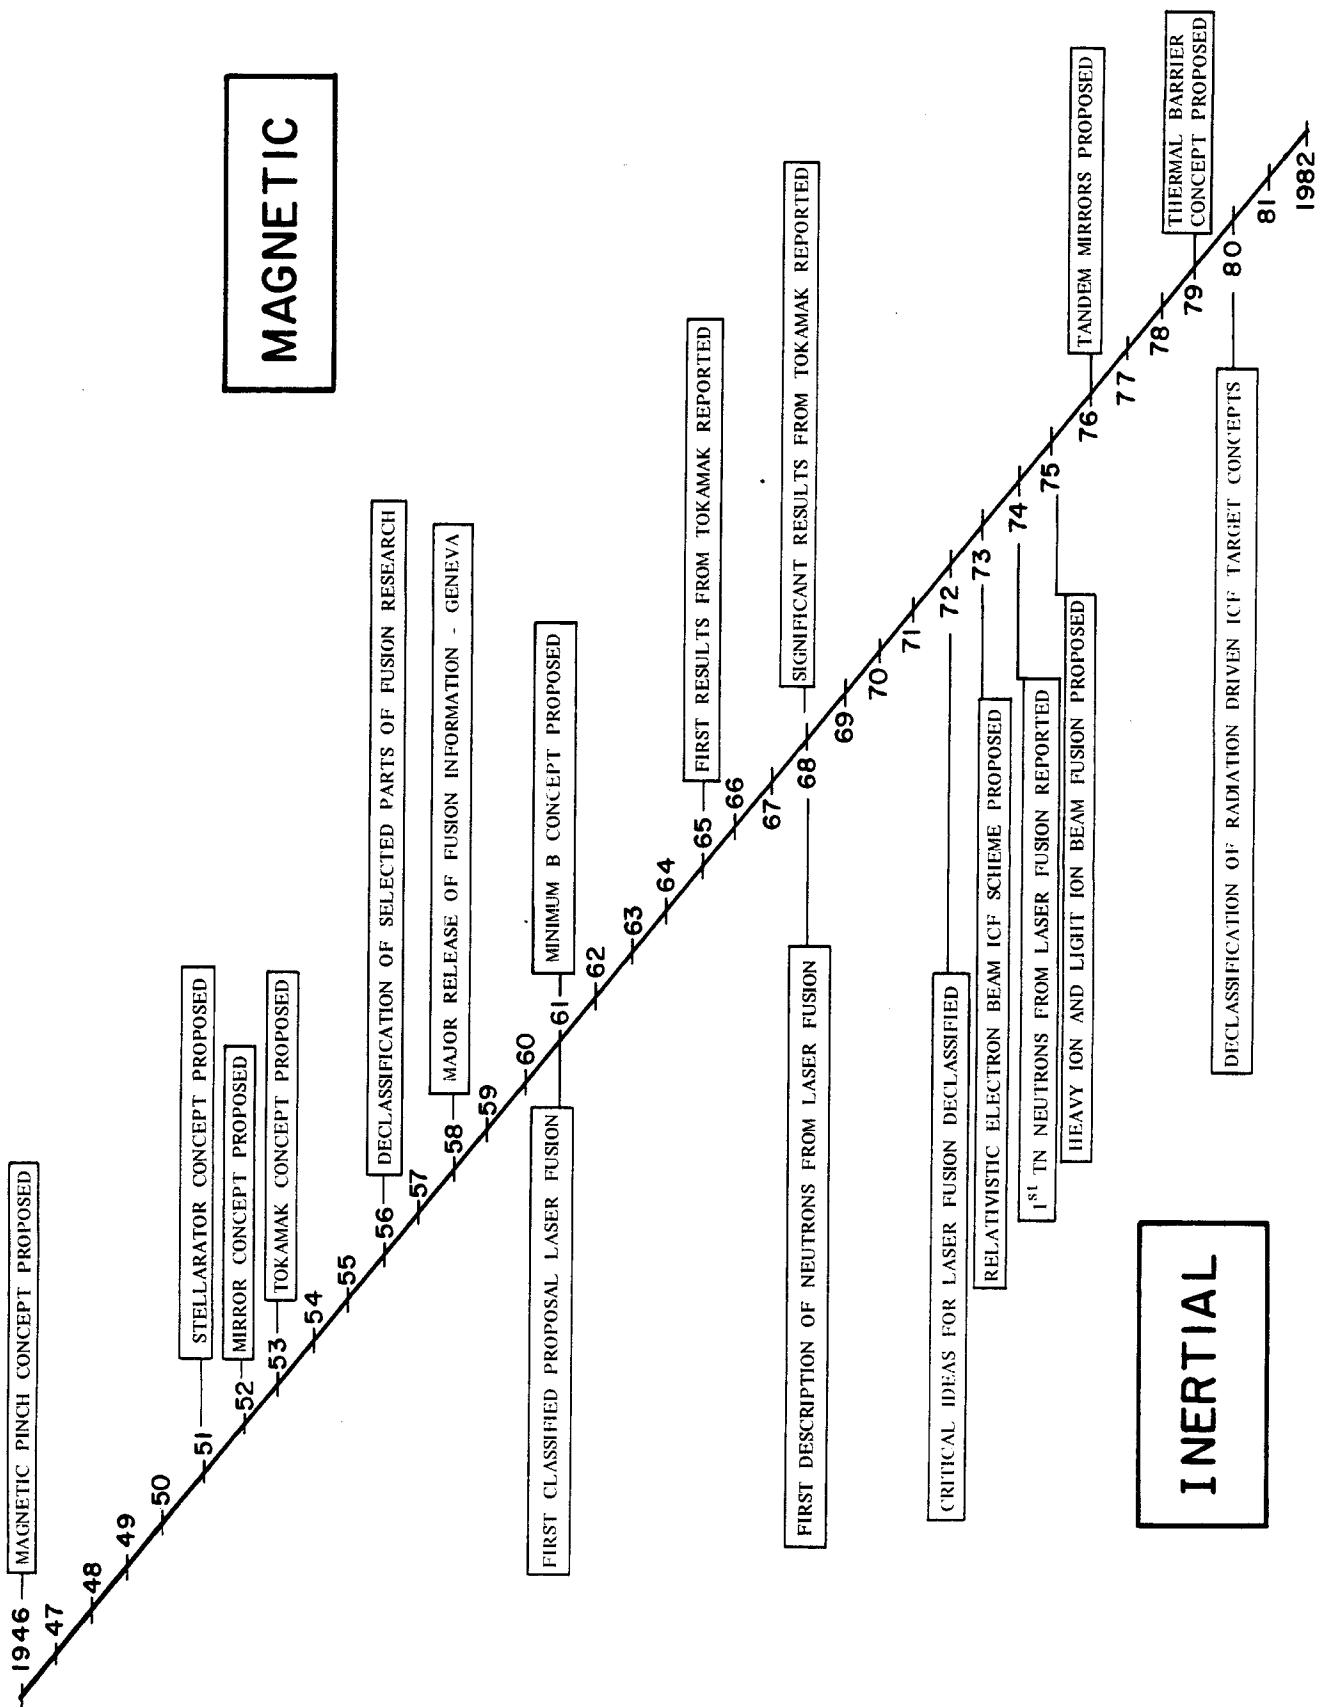 MAGNETIC
1946
MAGNETIC PINCH CONCEPT PROPOSED
47
48
49
50
51
STELLARATOR CONCEPT PROPOSED
52
MIRROR CONCEPT PROPOSED
53
TOKAMAK CONCEPT PROPOSED
54
55
56
DECLASSIFICATION OF SELECTED PARTS OF FUSION RESEARCH
57
58
MAJOR RELEASE OF FUSION INFORMATION - GENEVA
59
60
FIRST CLASSIFIED PROPOSAL LASER FUSION
61
MINIMUM B CONCEPT PROPOSED
62
63
64
65
FIRST RESULTS FROM TOKAMAK REPORTED
66
67
FIRST DESCRIPTION OF NEUTRONS FROM LASER FUSION
68
SIGNIFICANT RESULTS FROM TOKAMAK REPORTED
69
70
71
CRITICAL IDEAS FOR LASER FUSION DECLASSIFIED
72
RELATIVISTIC ELECTRON BEAM ICF SCHEME PROPOSED
73
1st TN NEUTRONS FROM LASER FUSION REPORTED
74
HEAVY ION AND LIGHT ION BEAM FUSION PROPOSED
75
76
TANDEM MIRRORS PROPOSED
77
78
79
THERMAL BARRIER
CONCEPT PROPOSED
DECLASSIFICATION OF RADIATION DRIVEN ICF TARGET CONCEPTS
80
81
1982
INERTIAL